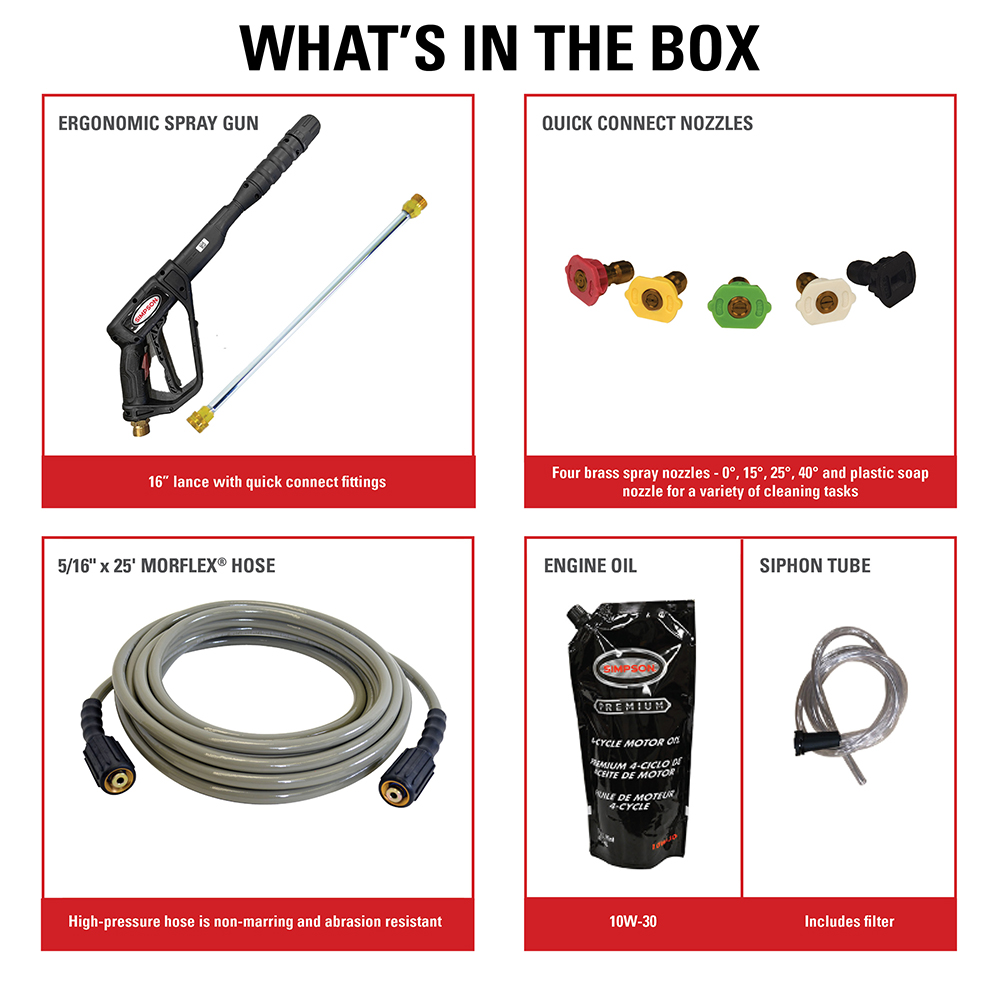 WHAT'S IN THE BOX
ERGONOMIC SPRAY GUN
SIMPSON
16" lance with quick connect fittings
QUICK CONNECT NOZZLES
Four brass spray nozzles - 0°, 15°, 25°, 40° and plastic soap
nozzle for a variety of cleaning tasks
5/16" x 25' MORFLEX® HOSE
High-pressure hose is non-marring and abrasion resistant
ENGINE OIL
SIMPSON
PREMIUM
4-CYCLE MOTOR OIL
PREMIUM 4-CICLO DE
ACEITE DE MOTOR
HUILE DE MOTEUR
4-CYCLE
10W-30
10W-30
SIPHON TUBE
Includes filter